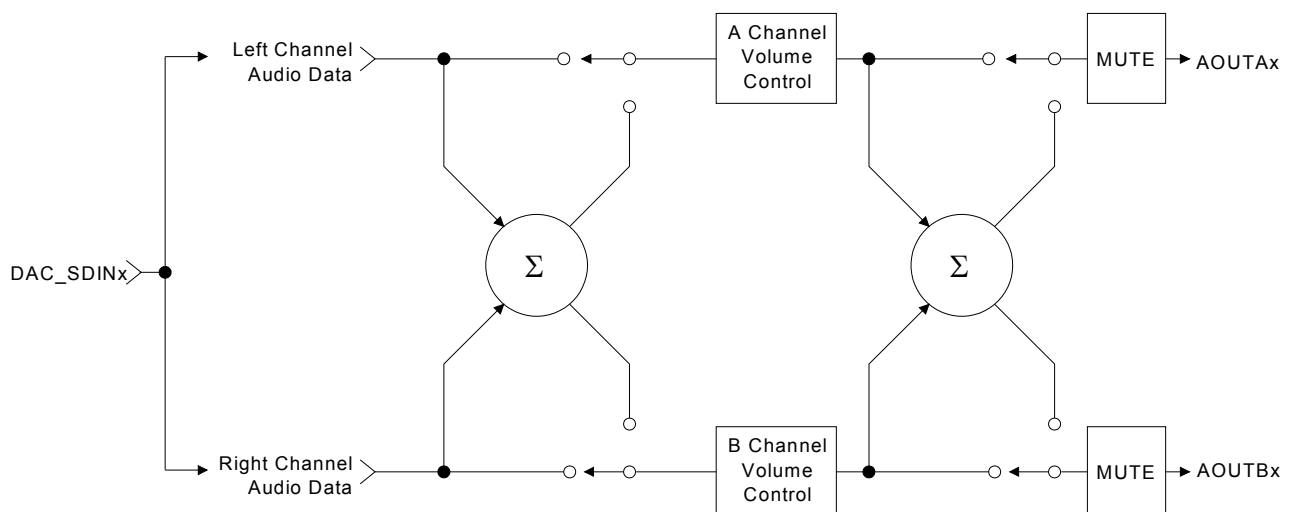 Left Channel
Audio Data
A Channel
Volume
Control
MUTE
AOUTAx
Σ
Σ
DAC_SDINx
Right Channel
Audio Data
B Channel
Volume
Control
MUTE
AOUTBx